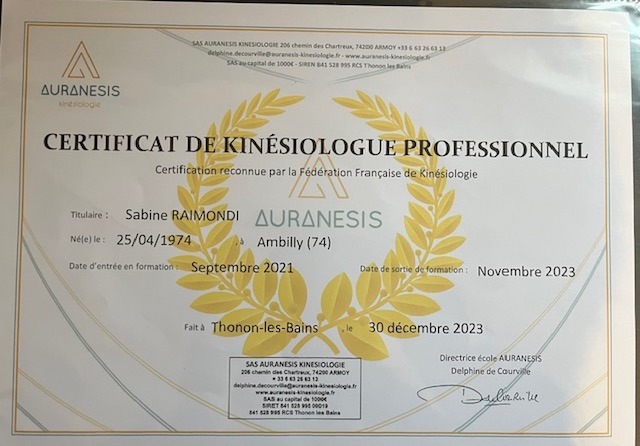 SAS AURANESIS KINESIOLOGIE 206 chemin des Chartreux, 74200 ARMOY +33 6 63 26 63 13
delphine.decourville@auranesis-kinesiologie.fr - www.auranesis-kinesiologie.fr
SAS au capital de 1000€ - SIREN 841 528 995 RCS Thonon les Bains
AURANESIS
kinésiologie
CERTIFICAT DE KINÉSIOLOGUE PROFESSIONNEL
Certification reconnue par la Fédération Française de Kinésiologie
AURANESIS
Titulaire : Sabine RAIMONDI
Né(e) le : 25/04/1974 , à Ambilly (74)
Date d'entrée en formation : Septembre 2021 Date de sortie de formation : Novembre 2023
Fait à Thonon-les-Bains , le 30 décembre 2023
Directrice école AURANESIS
Delphine de Courville
SAS AURANESIS KINESIOLOGIE
206 chemin des Chartreux, 74200 ARMOY
+ 33 6 63 26 63 13
delphine.decourville@auranesis-kinesiologie.fr
www.auranesis-kinesiologie.fr
SAS au capital de 1000€
SIRET 841 528 995 00019
841 528 995 RCS Thonon les Bains